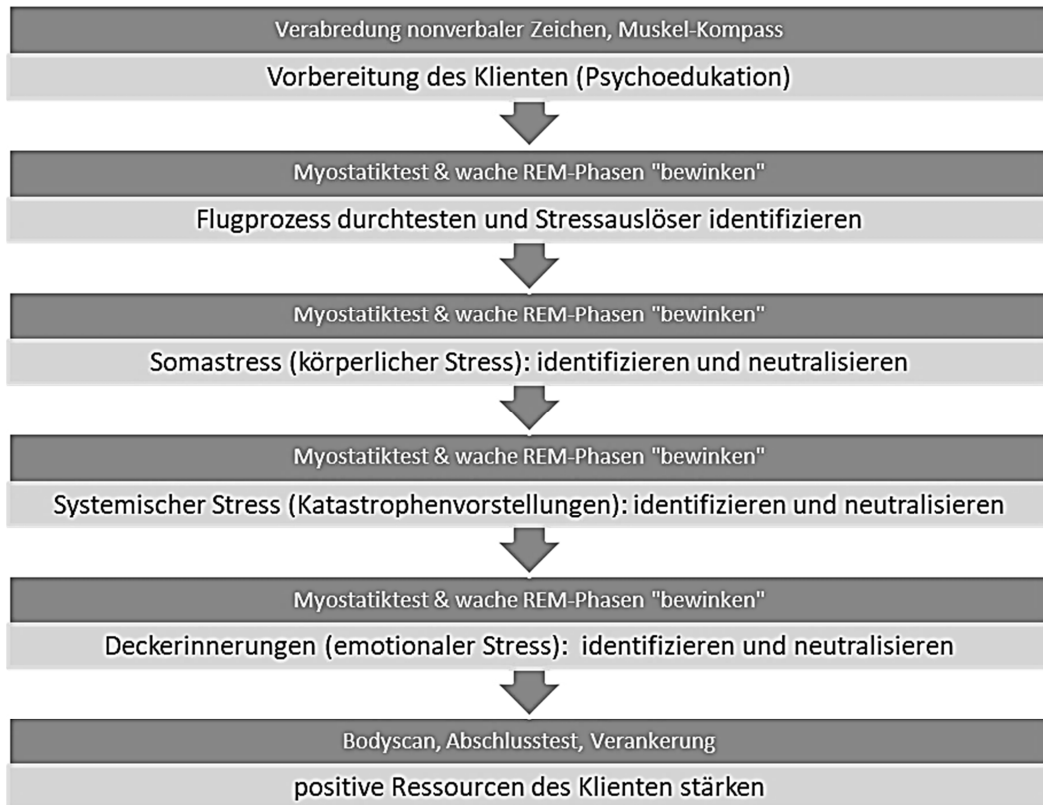 Verabredung nonverbaler Zeichen, Muskel-Kompass
Vorbereitung des Klienten (Psychoedukation)
Myostatiktest & wache REM-Phasen "bewinken"
Flugprozess durchtesten und Stressauslöser identifizieren
Myostatiktest & wache REM-Phasen "bewinken"
Somastress (körperlicher Stress): identifizieren und neutralisieren
Myostatiktest & wache REM-Phasen "bewinken"
Systemischer Stress (Katastrophenvorstellungen): identifizieren und neutralisieren
Myostatiktest & wache REM-Phasen "bewinken"
Deckerinnerungen (emotionaler Stress): identifizieren und neutralisieren
Bodyscan, Abschlusstest, Verankerung
positive Ressourcen des Klienten stärken